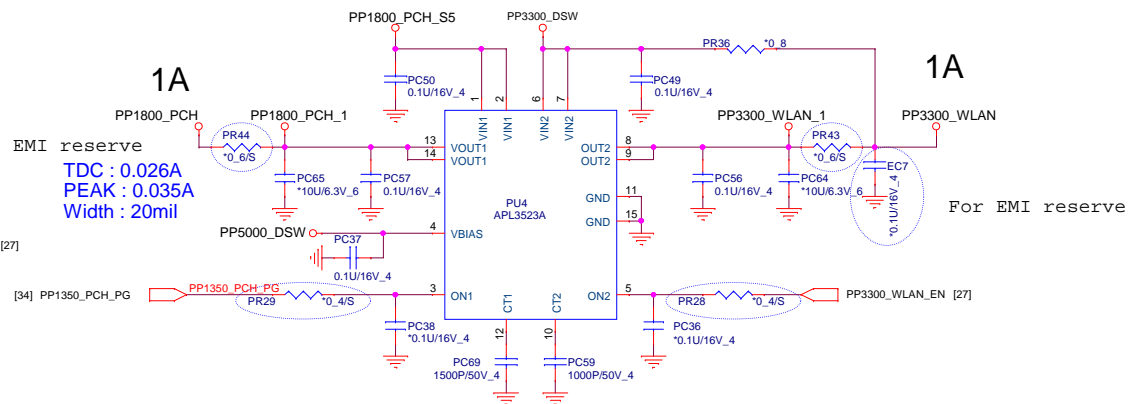 PP1800_PCH_S5
PP3300_DSW
PR36
*0_8
1A
1A
PC50
0.1U/16V_4
PC49
0.1U/16V_4
1
2
6
7
VIN1
VIN1
VIN2
VIN2
PP1800_PCH
PP1800_PCH_1
PP3300_WLAN_1
PP3300_WLAN
PR44
*0_6/S
PR43
*0_6/S
EMI reserve
TDC : 0.026A
PEAK : 0.035A
Width : 20mil
13
VOUT1
14
VOUT1
8
OUT2
9
OUT2
PC65
*10U/6.3V_6
PC57
0.1U/16V_4
PC56
0.1U/16V_4
PC64
*10U/6.3V_6
EC7
*0.1U/16V_4
For EMI reserve
PU4
APL3523A
11
GND
15
GND
PP5000_DSW
4
VBIAS
PC37
0.1U/16V_4
[27]
[34] PP1350_PCH_PG
PP1350_PCH_PG
PR29
*0_4/S
3
ON1
5
ON2
PR28
*0_4/S
PP3300_WLAN_EN [27]
CT1
CT2
12
10
PC38
*0.1U/16V_4
PC36
*0.1U/16V_4
PC69
1500P/50V_4
PC59
1000P/50V_4